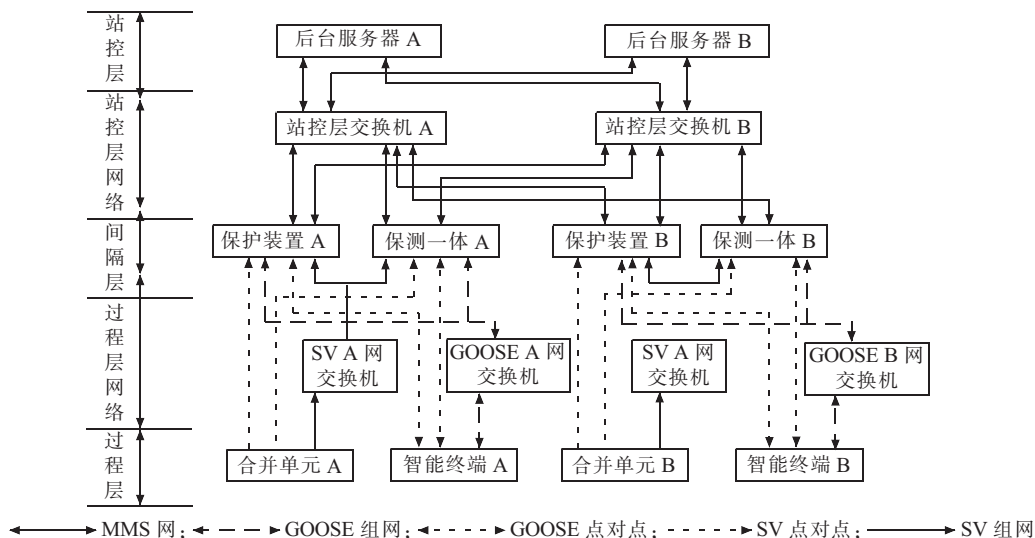 站控层
站控层网络
间隔层
过程层网络
过程层
后台服务器 A
后台服务器 B
站控层交换机 A
站控层交换机 B
保护装置 A
保测一体 A
保护装置 B
保测一体 B
SV A 网
交换机
GOOSE A 网
交换机
SV A 网
交换机
GOOSE B 网
交换机
合并单元 A
智能终端 A
合并单元 B
智能终端 B
MMS 网; GOOSE 组网; GOOSE 点对点; SV 点对点; SV 组网